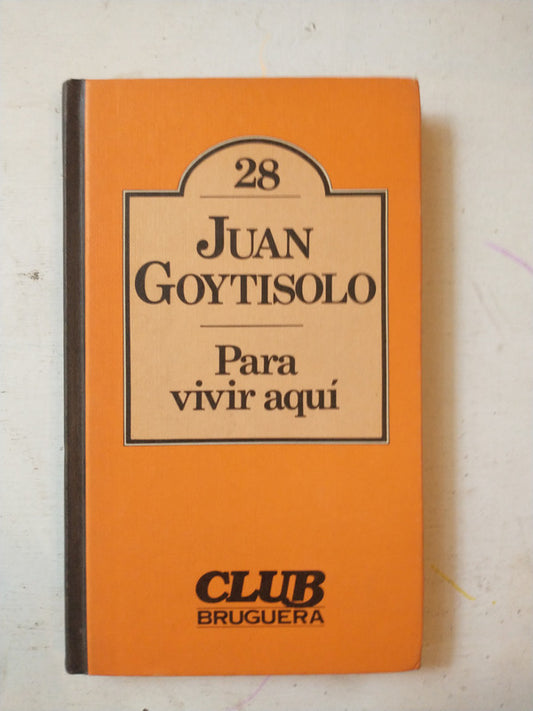 28
JUAN
GOYTISOLO
Para
vivir aquí
CLUB
BRUGUERA